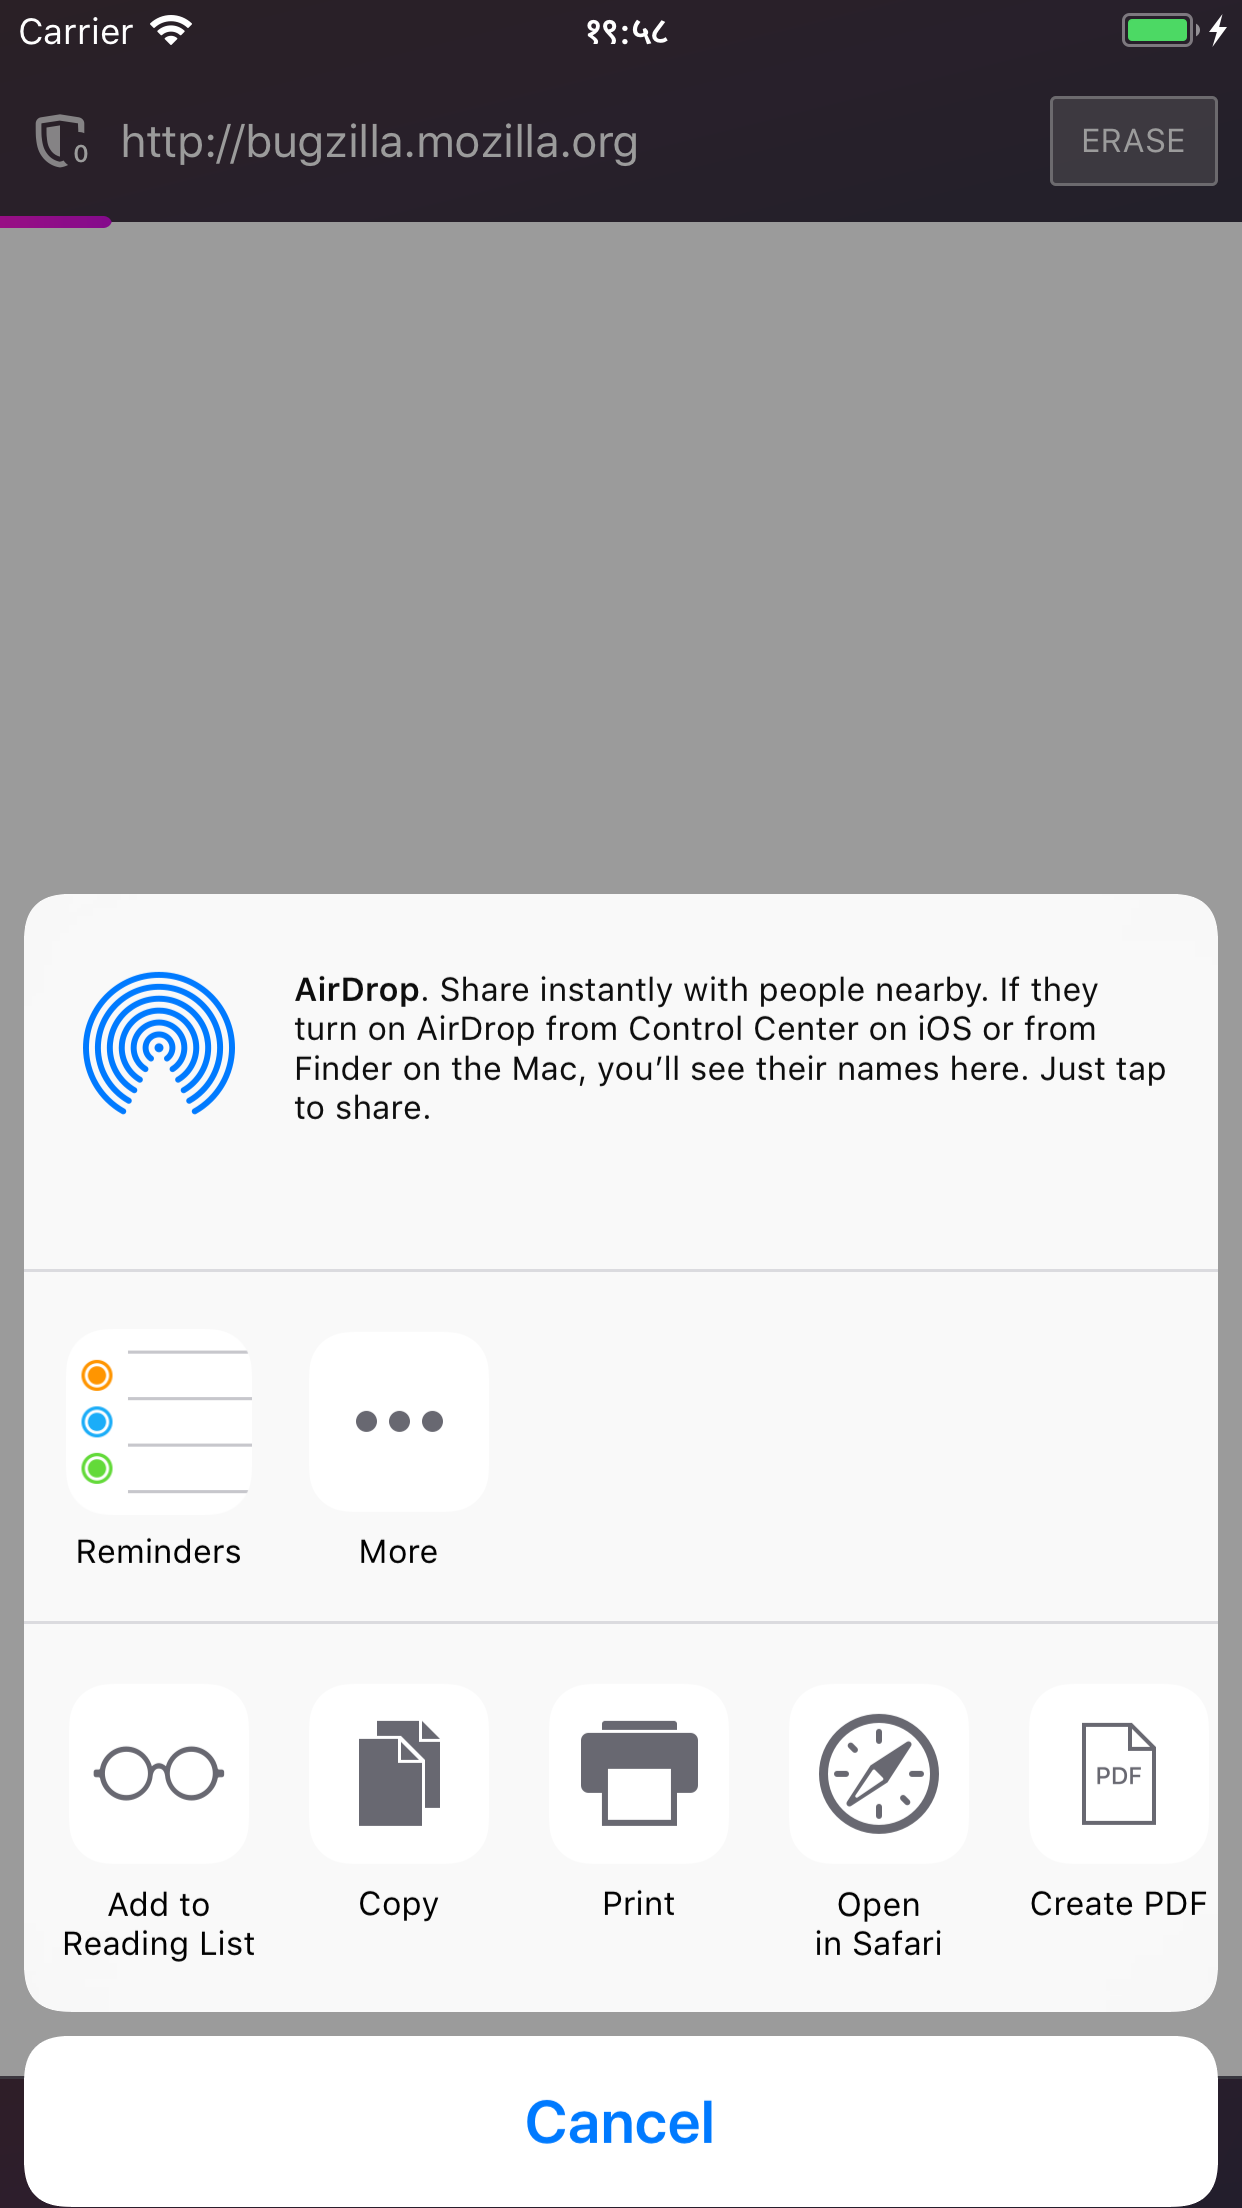 Carrier
११:५८
0
http://bugzilla.mozilla.org
ERASE
AirDrop. Share instantly with people nearby. If they
turn on AirDrop from Control Center on iOS or from
Finder on the Mac, you’ll see their names here. Just tap
to share.
Reminders
More
PDF
Add to
Reading List
Copy
Print
Open
in Safari
Create PDF
Cancel